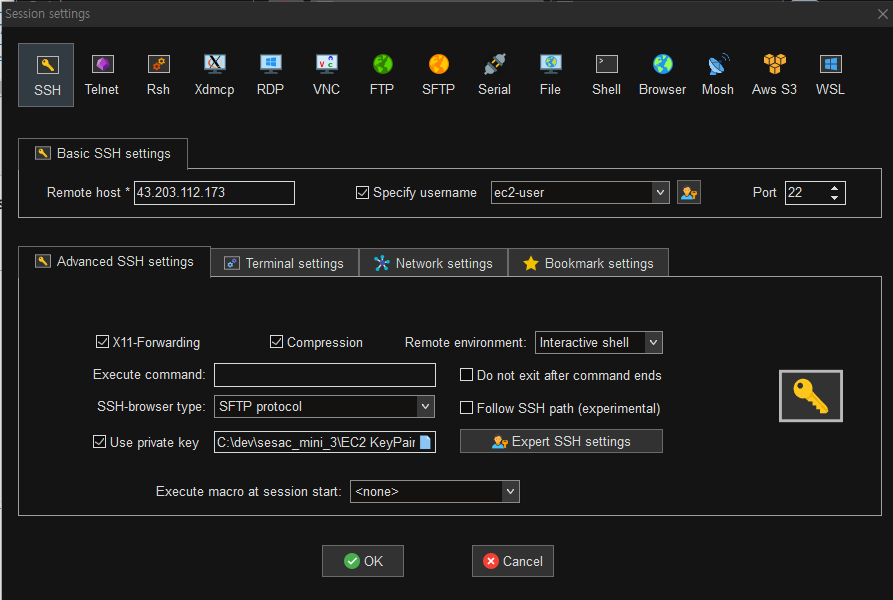 Session settings
SSH Telnet Rsh Xdmcp RDP VNC FTP SFTP Serial File Shell Browser Mosh Aws S3 WSL
Basic SSH settings
Remote host * 43.203.112.173 Specify username ec2-user Port 22
Advanced SSH settings Terminal settings Network settings Bookmark settings
X11-Forwarding Compression Remote environment: Interactive shell
Execute command: Do not exit after command ends
SSH-browser type: SFTP protocol Follow SSH path (experimental)
Use private key C:\dev\sesac_mini_3\EC2 KeyPair Expert SSH settings
Execute macro at session start: <none>
OK Cancel